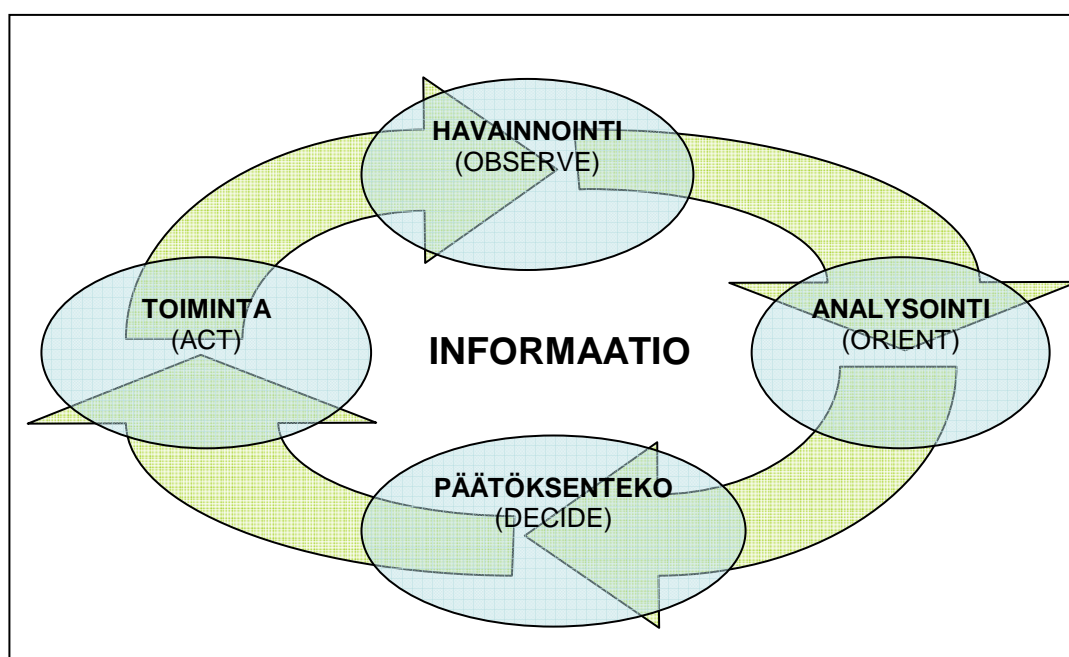 HAVAINNOINTI
(OBSERVE)
TOIMINTA
(ACT)
INFORMAATIO
ANALYSOINTI
(ORIENT)
PÄÄTÖKSENTEKO
(DECIDE)